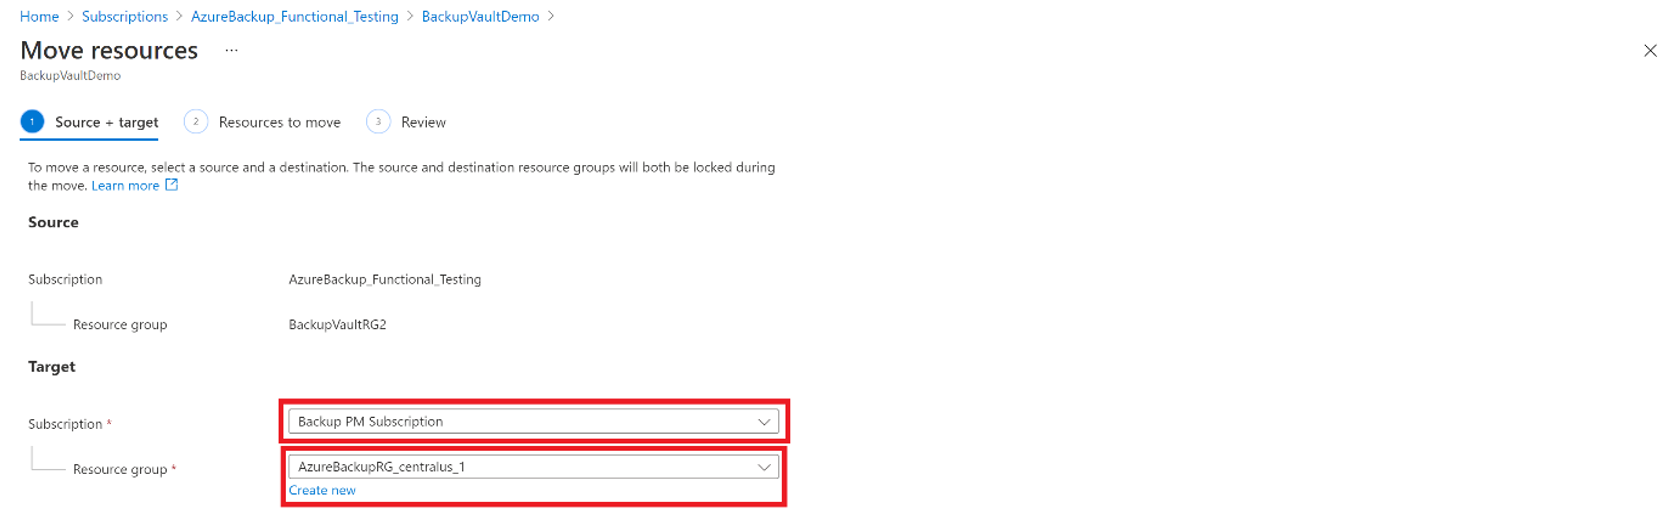 Home > Subscriptions > AzureBackup_Functional_Testing > BackupVaultDemo >
Move resources ...
BackupVaultDemo
1 Source + target 2 Resources to move 3 Review
To move a resource, select a source and a destination. The source and destination resource groups will both be locked during
the move. Learn more
Source
Subscription AzureBackup_Functional_Testing
Resource group BackupVaultRG2
Target
Subscription * Backup PM Subscription
Resource group * AzureBackupRG_centralus_1
Create new